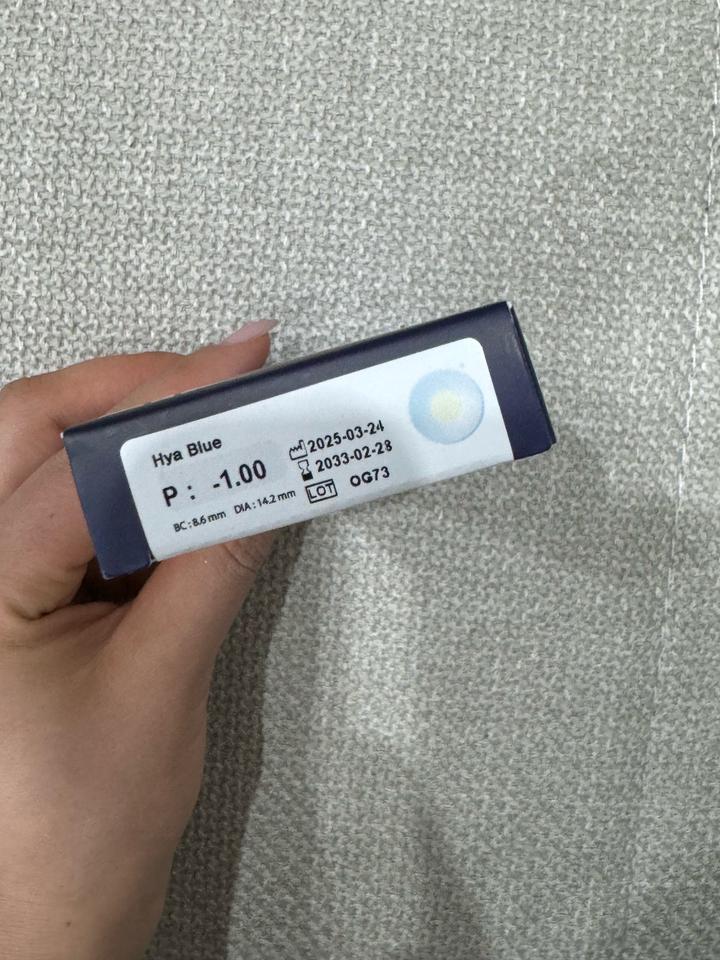 Hya Blue
P : -1.00
BC : 8.6 mm DIA : 14.2 mm
2025-03-24
2033-02-28
LOT OG73